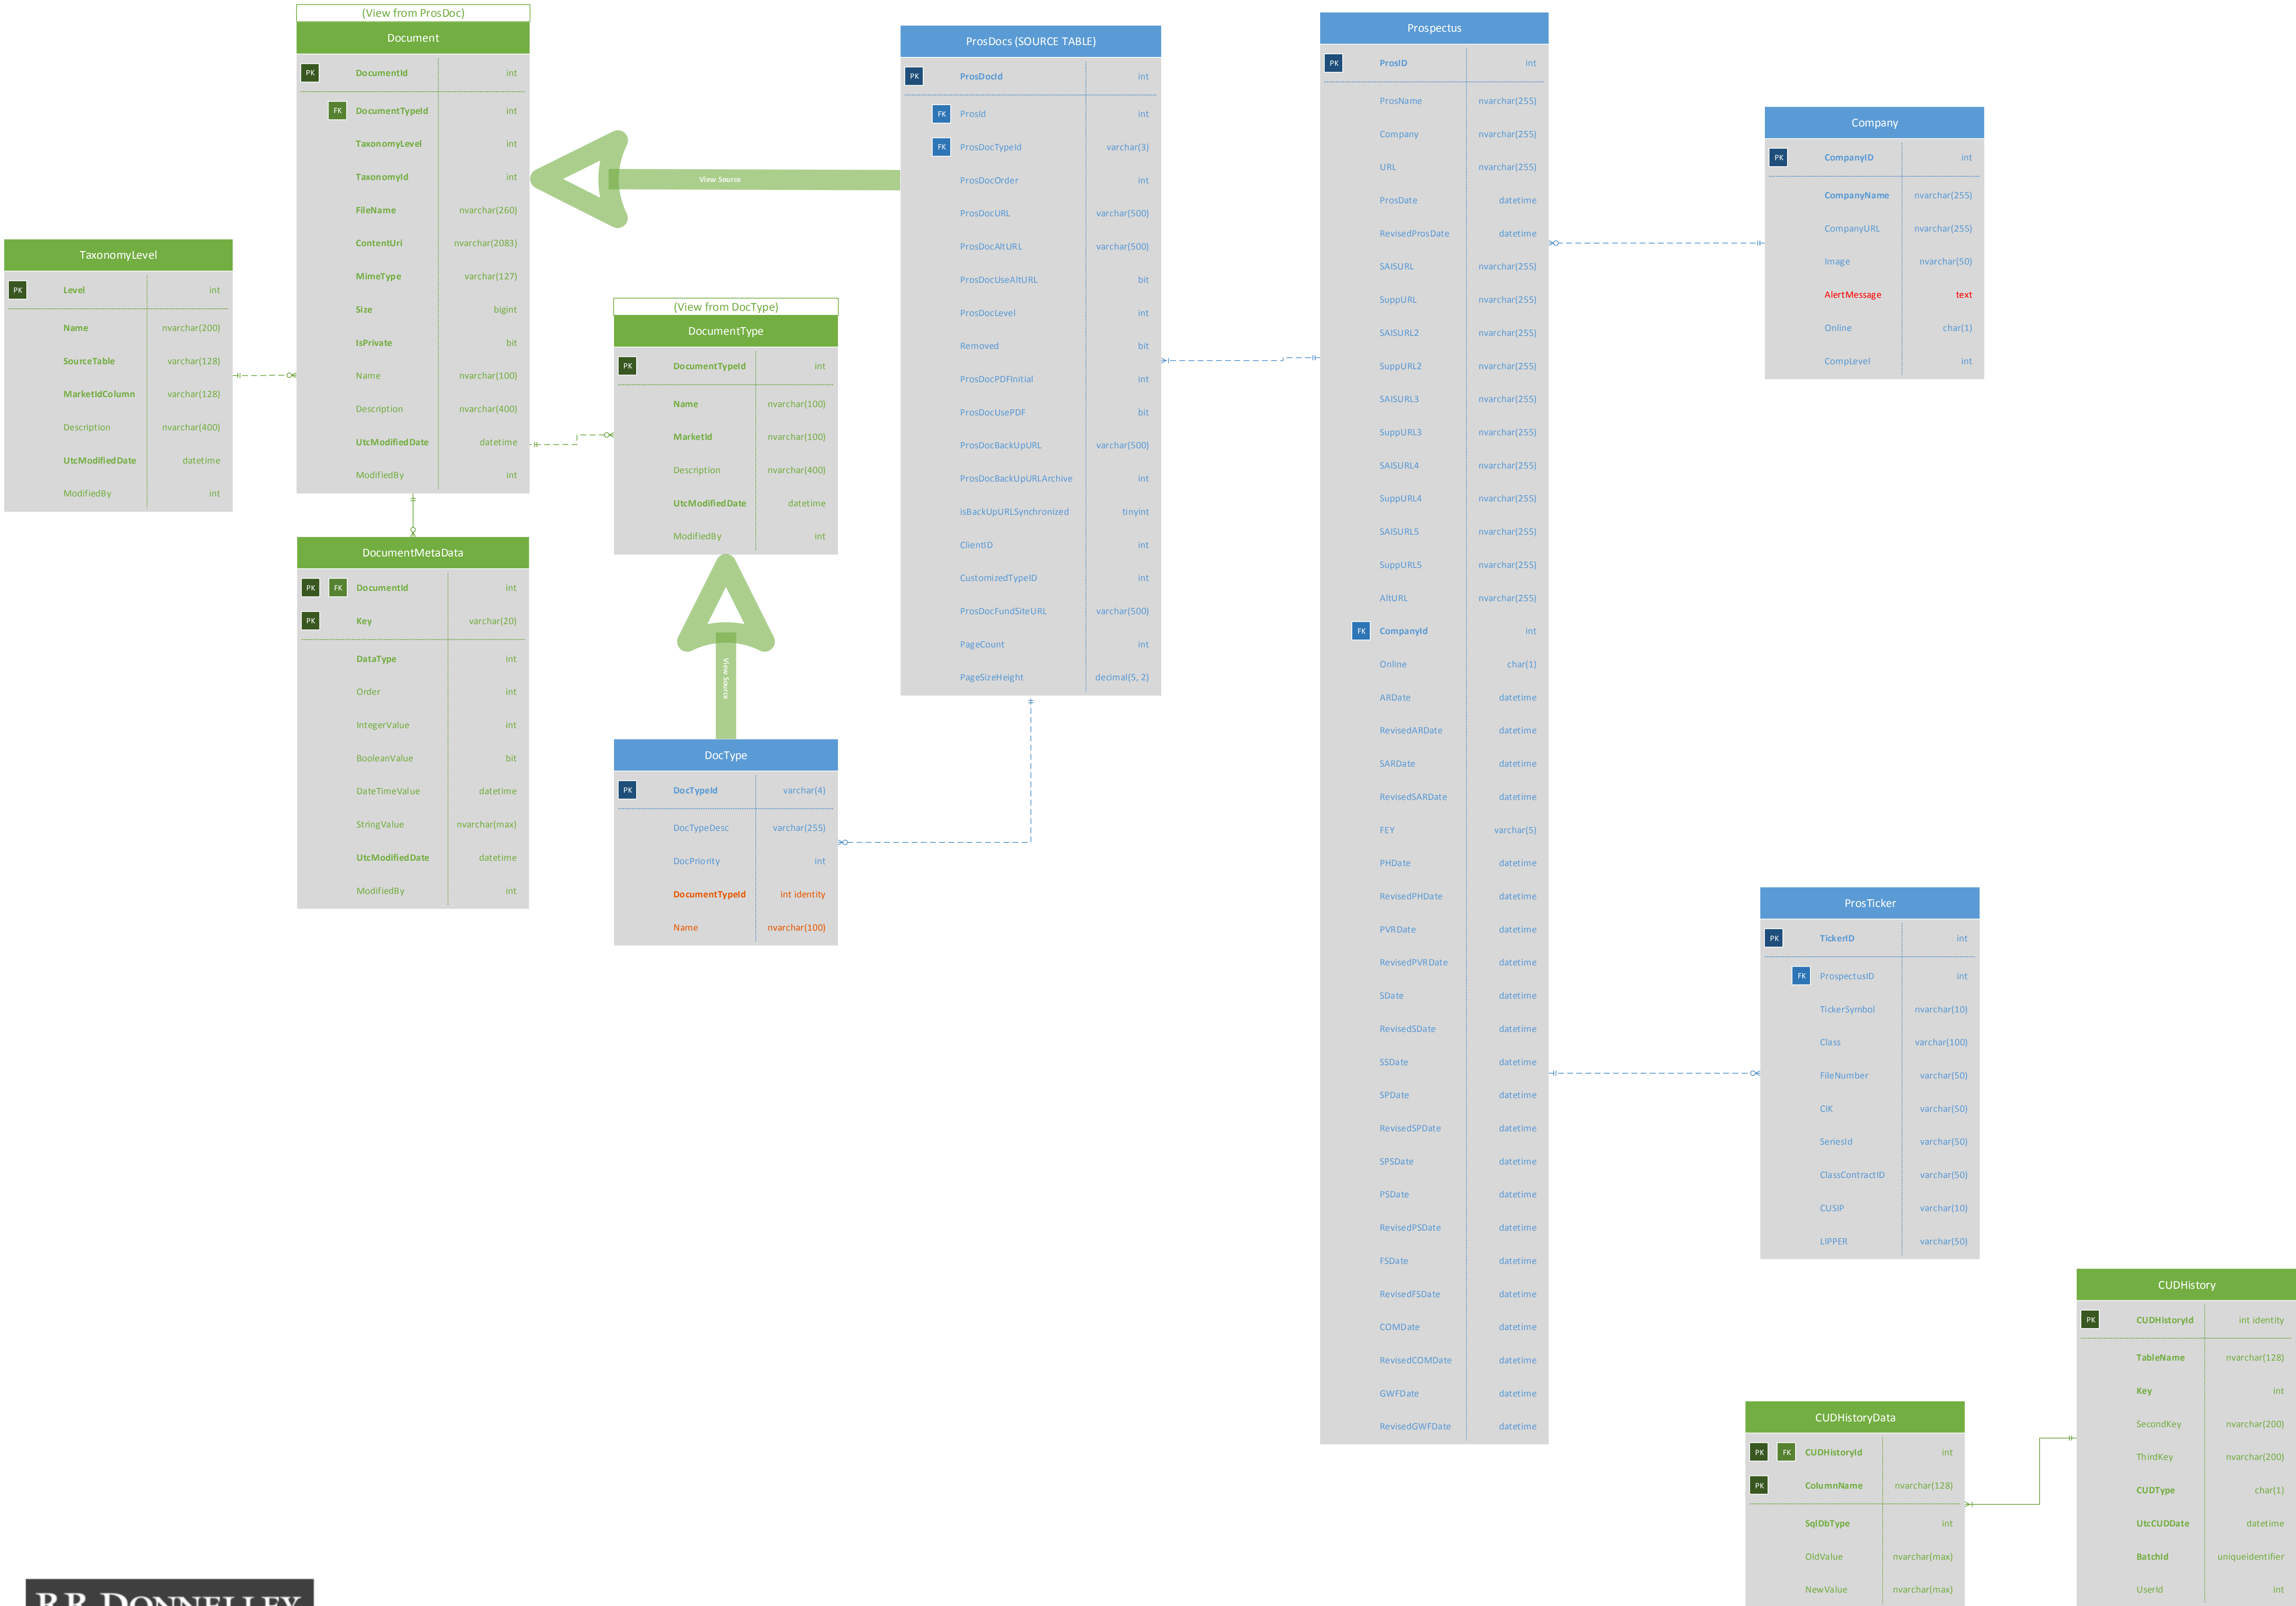 (View from ProsDoc)
Document
PK DocumentId int
FK DocumentTypeId int
TaxonomyLevel int
TaxonomyId int
FileName nvarchar(260)
ContentUri nvarchar(2083)
MimeType varchar(127)
Size bigint
IsPrivate bit
Name nvarchar(100)
Description nvarchar(400)
UtcModifiedDate datetime
ModifiedBy int
TaxonomyLevel
PK Level int
Name nvarchar(200)
SourceTable varchar(128)
MarketIdColumn varchar(128)
Description nvarchar(400)
UtcModifiedDate datetime
ModifiedBy int
DocumentMetaData
PK FK DocumentId int
PK Key varchar(20)
DataType int
Order int
IntegerValue int
BooleanValue bit
DateTimeValue datetime
StringValue nvarchar(max)
UtcModifiedDate datetime
ModifiedBy int
View Source
(View from DocType)
DocumentType
PK DocumentTypeId int
Name nvarchar(100)
MarketId nvarchar(100)
Description nvarchar(400)
UtcModifiedDate datetime
ModifiedBy int
View Source
DocType
PK DocTypeId varchar(4)
DocTypeDesc varchar(255)
DocPriority int
DocumentTypeId int identity
Name nvarchar(100)
ProsDocs (SOURCE TABLE)
PK ProsDocId int
FK ProsId int
FK ProsDocTypeId varchar(3)
ProsDocOrder int
ProsDocURL varchar(500)
ProsDocAltURL varchar(500)
ProsDocUseAltURL bit
ProsDocLevel int
Removed bit
ProsDocPDFInitial int
ProsDocUsePDF bit
ProsDocBackUpURL varchar(500)
ProsDocBackUpURLArchive int
isBackUpURLSynchronized tinyint
ClientID int
CustomizedTypeID int
ProsDocFundSiteURL varchar(500)
PageCount int
PageSizeHeight decimal(5, 2)
Prospectus
PK ProsID int
ProsName nvarchar(255)
Company nvarchar(255)
URL nvarchar(255)
ProsDate datetime
RevisedProsDate datetime
SAISURL nvarchar(255)
SuppURL nvarchar(255)
SAISURL2 nvarchar(255)
SuppURL2 nvarchar(255)
SAISURL3 nvarchar(255)
SuppURL3 nvarchar(255)
SAISURL4 nvarchar(255)
SuppURL4 nvarchar(255)
SAISURL5 nvarchar(255)
SuppURL5 nvarchar(255)
AltURL nvarchar(255)
FK CompanyId int
Online char(1)
ARDate datetime
RevisedARDate datetime
SARDate datetime
RevisedSARDate datetime
FEY varchar(5)
PHDate datetime
RevisedPHDate datetime
PVRDate datetime
RevisedPVRDate datetime
SDate datetime
RevisedSDate datetime
SSDate datetime
SPDate datetime
RevisedSPDate datetime
SPSDate datetime
PSDate datetime
RevisedPSDate datetime
FSDate datetime
RevisedFSDate datetime
COMDate datetime
RevisedCOMDate datetime
GWFDate datetime
RevisedGWFDate datetime
Company
PK CompanyID int
CompanyName nvarchar(255)
CompanyURL nvarchar(255)
Image nvarchar(50)
AlertMessage text
Online char(1)
CompLevel int
ProsTicker
PK TickerID int
FK ProspectusID int
TickerSymbol nvarchar(10)
Class varchar(100)
FileNumber varchar(50)
CIK varchar(50)
SeriesId varchar(50)
ClassContractID varchar(50)
CUSIP varchar(10)
LIPPER varchar(50)
CUDHistory
PK CUDHistoryId int identity
TableName nvarchar(128)
Key int
SecondKey nvarchar(200)
ThirdKey nvarchar(200)
CUDType char(1)
UtcCUDDate datetime
BatchId uniqueidentifier
UserId int
CUDHistoryData
PK FK CUDHistoryId int
PK ColumnName nvarchar(128)
SqlDbType int
OldValue nvarchar(max)
NewValue nvarchar(max)
RR DONNELLEY